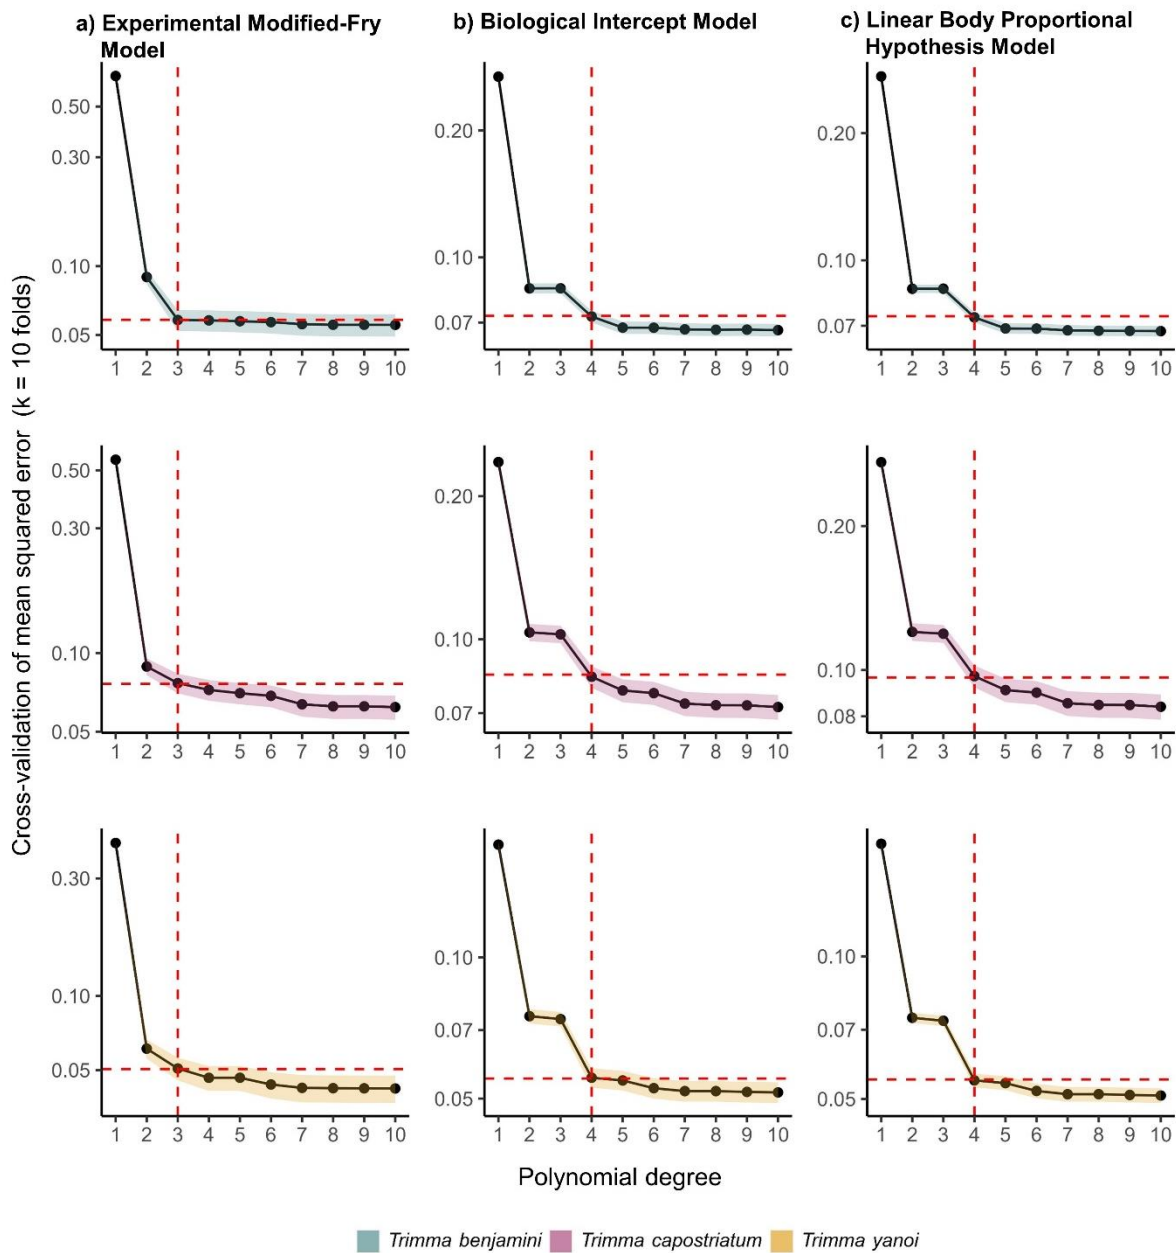 a) Experimental Modified-Fry
Model
b) Biological Intercept Model
c) Linear Body Proportional
Hypothesis Model
Cross-validation of mean squared error (k = 10 folds)
0.50
0.30
0.10
0.05
1 2 3 4 5 6 7 8 9 10
0.20
0.10
0.07
1 2 3 4 5 6 7 8 9 10
0.20
0.10
0.07
1 2 3 4 5 6 7 8 9 10
0.50
0.30
0.10
0.05
1 2 3 4 5 6 7 8 9 10
0.20
0.10
0.07
1 2 3 4 5 6 7 8 9 10
0.20
0.10
0.08
1 2 3 4 5 6 7 8 9 10
0.30
0.10
0.05
1 2 3 4 5 6 7 8 9 10
0.10
0.07
0.05
1 2 3 4 5 6 7 8 9 10
0.10
0.07
0.05
1 2 3 4 5 6 7 8 9 10
Polynomial degree
Trimma benjamini Trimma capostriatum Trimma yanoi